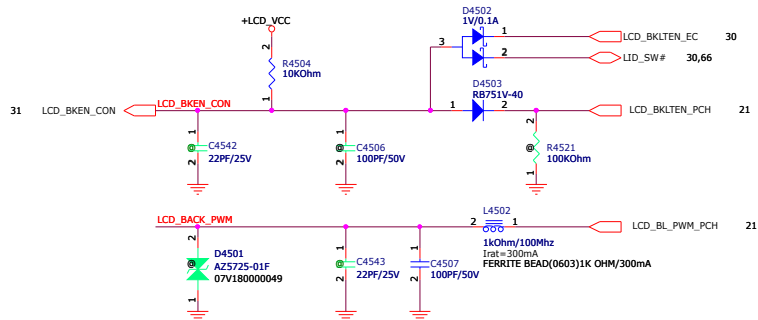 D4502
1V/0.1A
+LCD_VCC
1
LCD_BKLTEN_EC
30
3
2
LID_SW#
30,66
2
R4504
10KOhm
1
D4503
RB751V-40
31
LCD_BKEN_CON
LCD_BKEN_CON
1
2
LCD_BKLTEN_PCH
21
1
@
C4542
22PF/25V
2
1
@
C4506
100PF/50V
2
2
@
R4521
100KOhm
1
LCD_BACK_PWM
L4502
2
1
LCD_BL_PWM_PCH
21
1kOhm/100Mhz
Irat=300mA
FERRITE BEAD(0603)1K OHM/300mA
2
@
D4501
AZ5725-01F
07V180000049
1
1
@
C4543
22PF/25V
2
1
C4507
100PF/50V
2